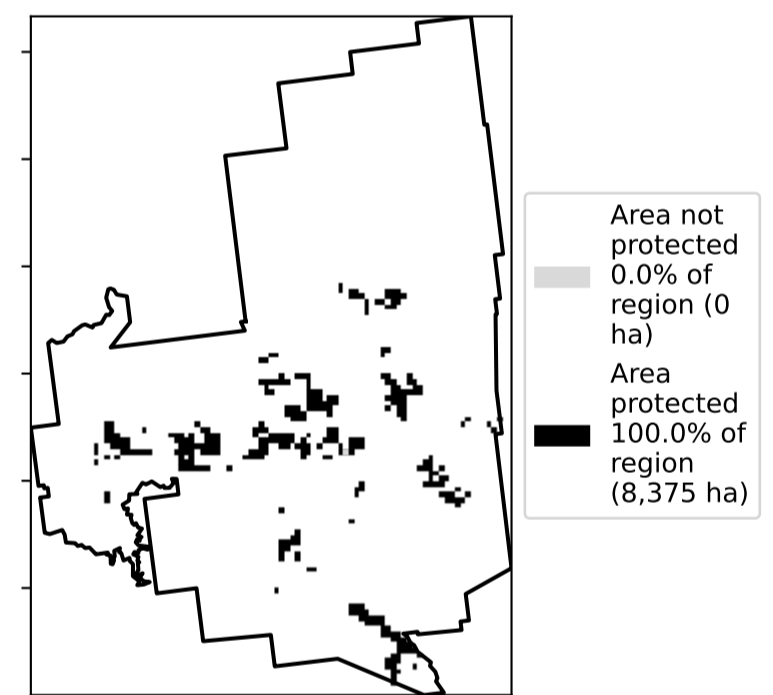 Area not
protected
0.0% of
region (0
ha)
Area
protected
100.0% of
region
(8,375 ha)